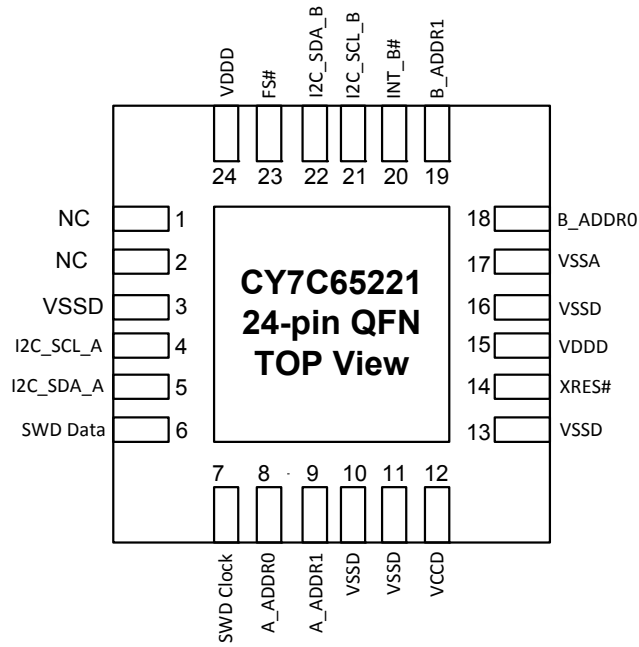 VDDD
FS#
I2C_SDA_B
I2C_SCL_B
INT_B#
B_ADDR1
24 23 22 21 20 19
NC 1
NC 2
VSSD 3
I2C_SCL_A 4
I2C_SDA_A 5
SWD Data 6
CY7C65221
24-pin QFN
TOP View
18 B_ADDR0
17 VSSA
16 VSSD
15 VDDD
14 XRES#
13 VSSD
7 8 9 10 11 12
SWD Clock
A_ADDR0
A_ADDR1
VSSD
VSSD
VCCD